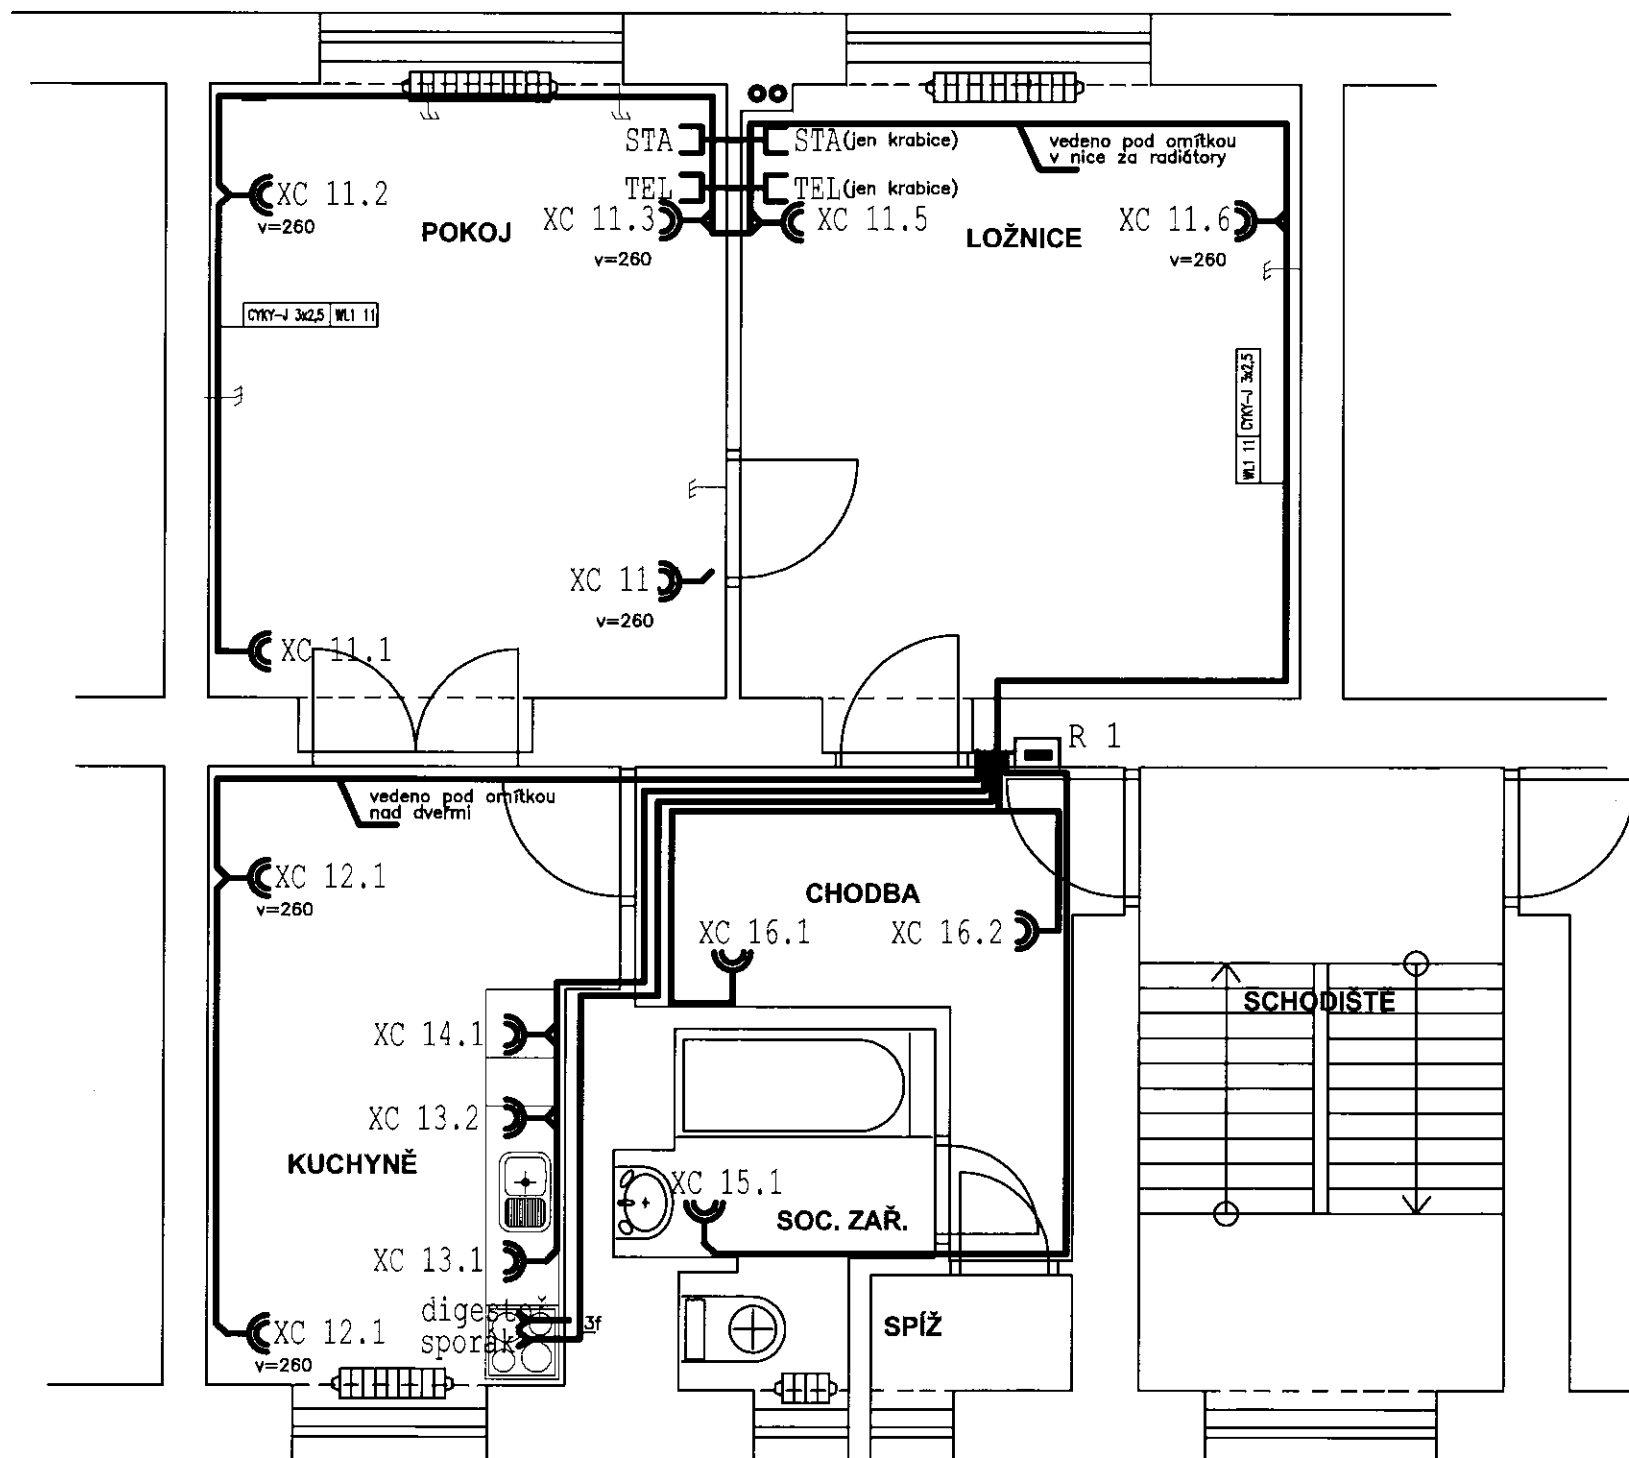 STA
STA(jen krabice)
vedeno pod omítkou
v nice za radiátory
TEL
TEL(jen krabice)
XC 11.2
v=260
POKOJ
XC 11.3
v=260
XC 11.5
LOŽNICE
XC 11.6
v=260
CYKY-J 3x2,5 WL1 11
WL1 11 CYKY-J 3x2,5
XC 11
v=260
XC 11.1
R 1
vedeno pod omítkou
nad dveřmi
XC 12.1
v=260
CHODBA
XC 16.1
XC 16.2
SCHODIŠTĚ
XC 14.1
XC 13.2
KUCHYNĚ
XC 15.1
SOC. ZAŘ.
XC 13.1
digestoř
3f
sporák
XC 12.1
v=260
SPÍŽ